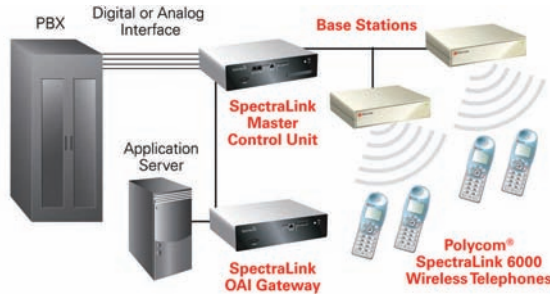 PBX
Digital or Analog
Interface
Base Stations
SpectraLink
Master
Control Unit
Application
Server
SpectraLink
OAI Gateway
Polycom®
SpectraLink 6000
Wireless Telephones